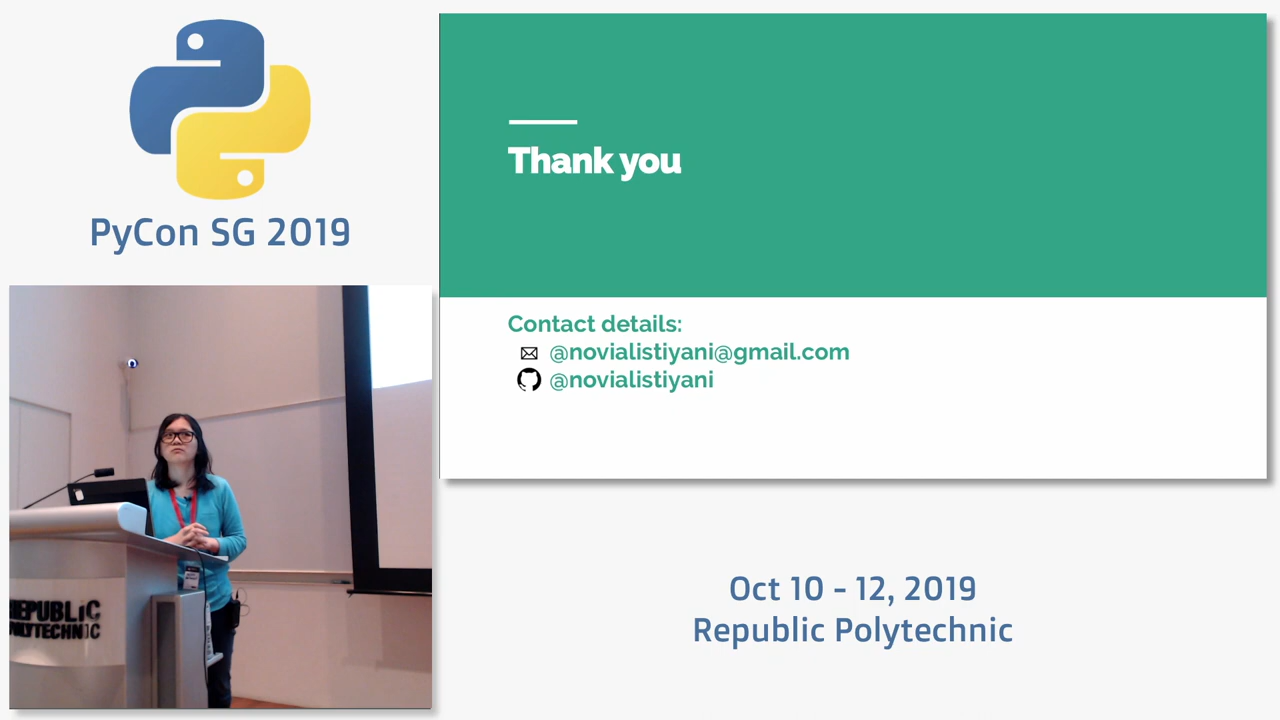 PyCon SG 2019
Thank you
Contact details:
@novialistiyani@gmail.com
@novialistiyani
REPUBLIC
POLYTECHNIC
Oct 10 - 12, 2019
Republic Polytechnic